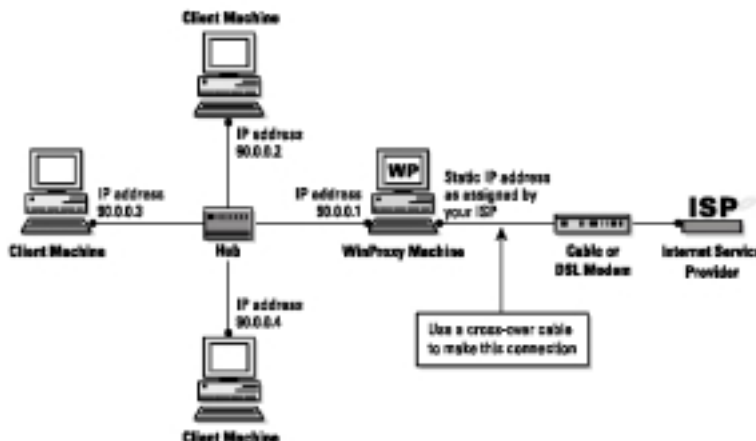 Client Machine
IP address
90.0.0.2
WP
IP address
90.0.0.3
IP address
90.0.0.1
Static IP address
as assigned by
your ISP
ISP
Client Machine
Hub
WinProxy Machine
Cable or
DSL Modem
Internet Service
Provider
IP address
90.0.0.4
Use a cross-over cable
to make this connection
Client Machine